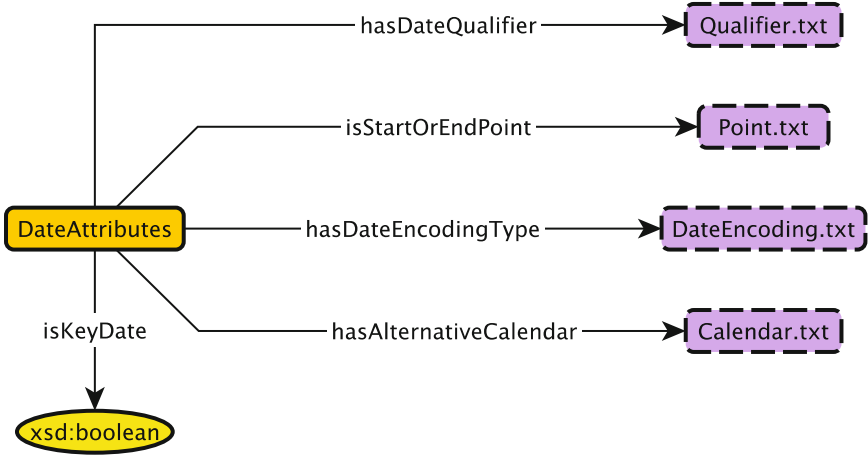 hasDateQualifier
Qualifier.txt
isStartOrEndPoint
Point.txt
DateAttributes
hasDateEncodingType
DateEncoding.txt
isKeyDate
hasAlternativeCalendar
Calendar.txt
xsd:boolean